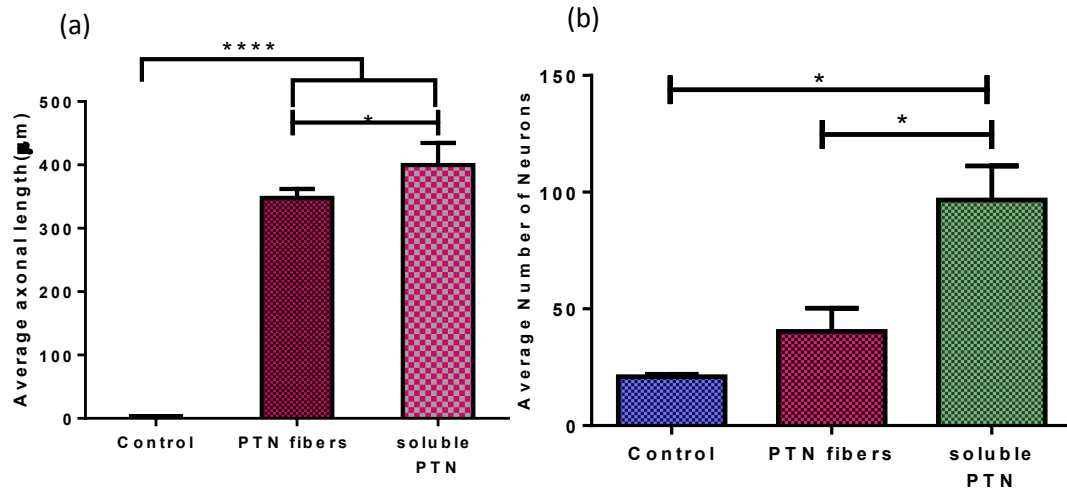 (a)
****
*
500
400
300
200
100
0
Average axonal length(μm)
Control
PTN fibers
soluble
PTN
(b)
*
*
150
100
50
0
Average Number of Neurons
Control
PTN fibers
soluble
PTN